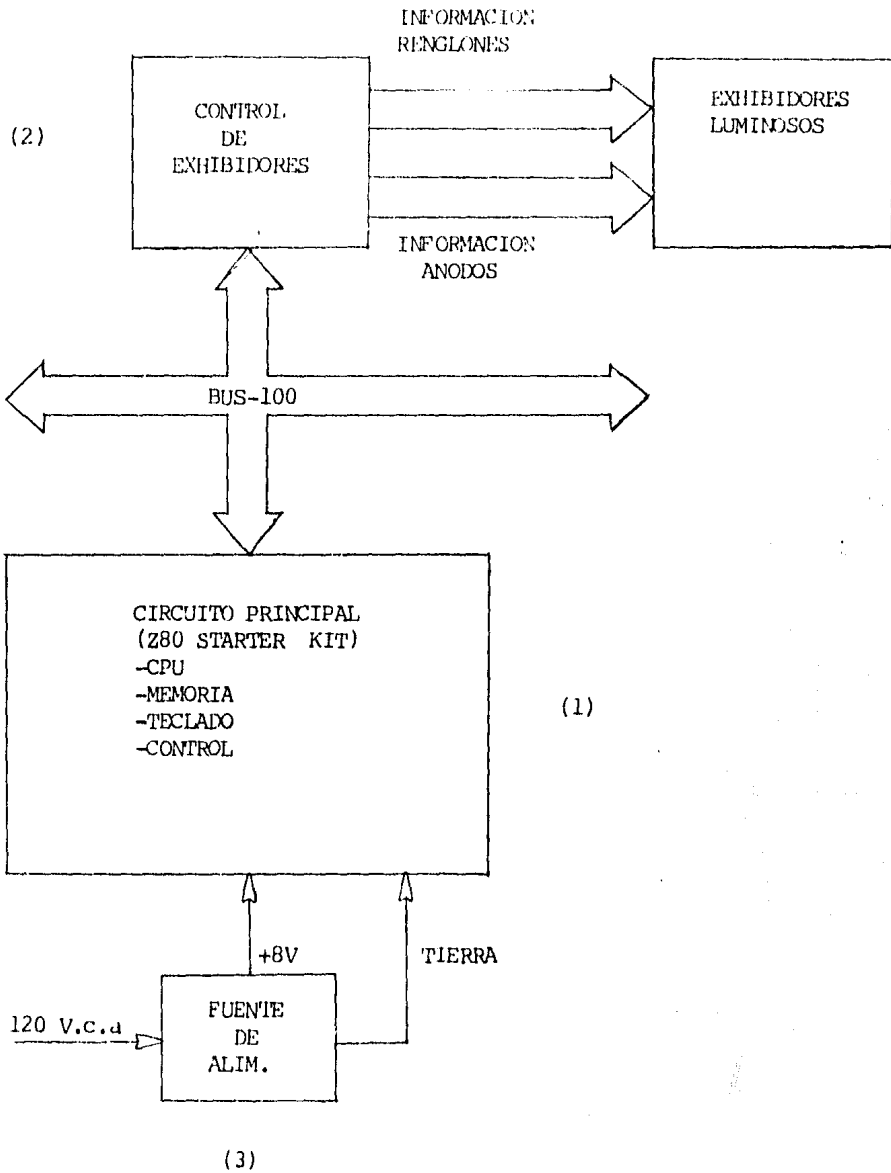 INFORMACION
RENGLONES
CONTROL
DE
EXHIBIDORES
EXHIBIDORES
LUMINOSOS
(2)
INFORMACION
ANODOS
BUS-100
CIRCUITO PRINCIPAL
(Z80 STARTER KIT)
-CPU
-MEMORIA
-TECLADO
-CONTROL
(1)
+8V
TIERRA
120 V.c.a
FUENTE
DE
ALIM.
(3)